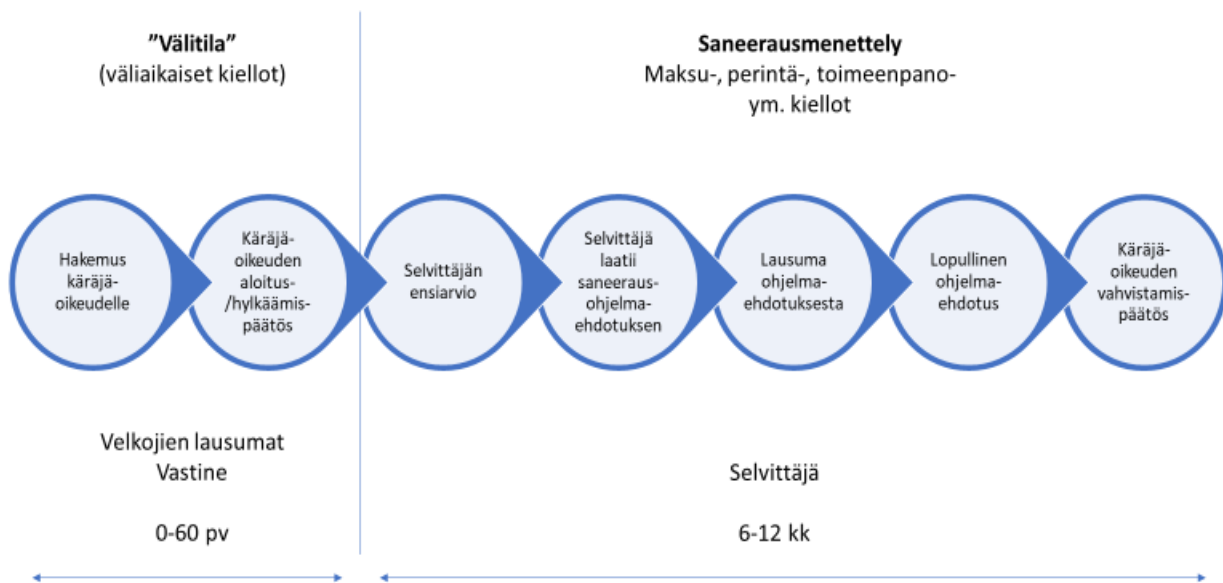 ”Välitila”
(väliaikaiset kiellot)
Saneerausmenettely
Maksu-, perintä-, toimeenpano-
ym. kiellot
Hakemus
käräjä-
oikeudelle
Käräjä-
oikeuden
aloitus-
/hylkäämis-
päätös
Selvittäjän
ensiarvio
Selvittäjä
laatii
saneeraus-
ohjelma-
ehdotuksen
Lausuma
ohjelma-
ehdotuksesta
Lopullinen
ohjelma-
ehdotus
Käräjä-
oikeuden
vahvistamis-
päätös
Velkojien lausumat
Vastine
0-60 pv
Selvittäjä
6-12 kk